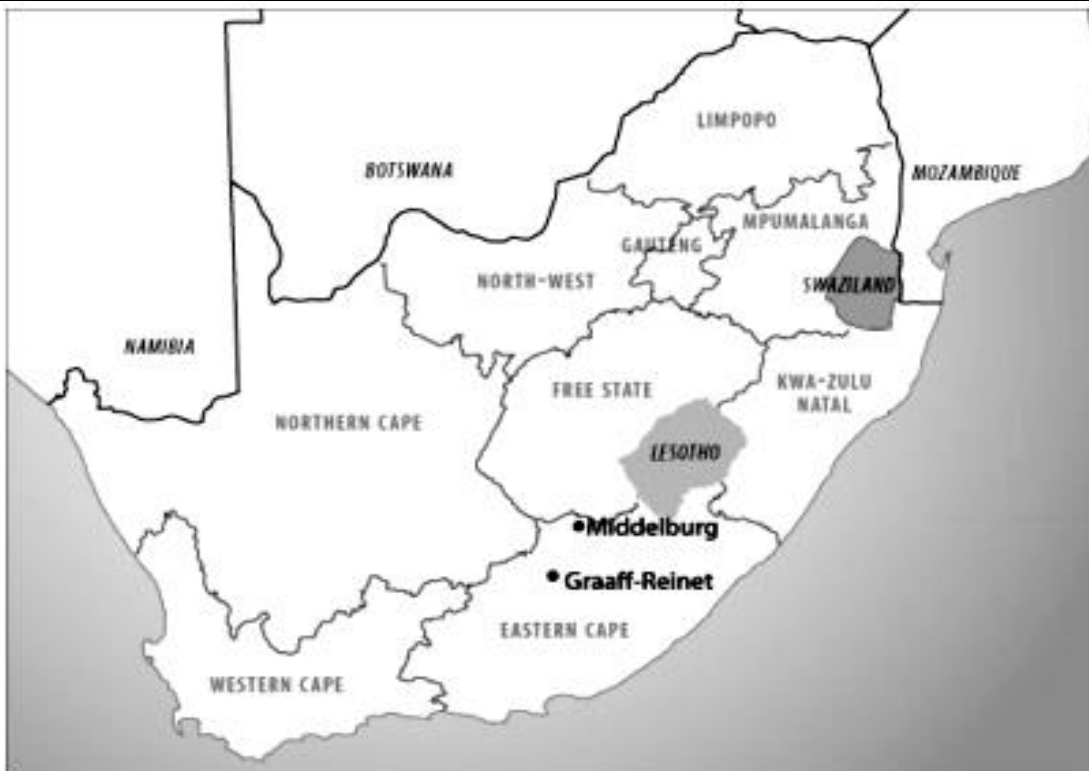 LIMPOPO
BOTSWANA
MOZAMBIQUE
MPUMALANGA
GAUTENG
NORTH-WEST
SWAZILAND
NAMIBIA
FREE STATE
KWA-ZULU
NATAL
NORTHERN CAPE
LESOTHO
Middelburg
Graaff-Reinet
EASTERN CAPE
WESTERN CAPE